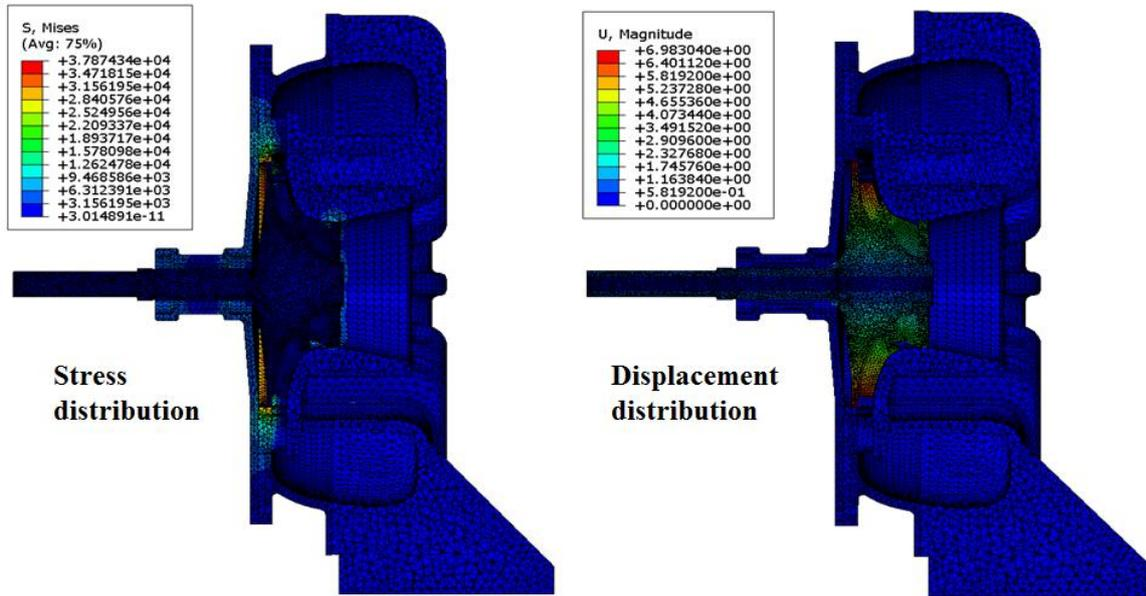 S, Mises
(Avg: 75%)
+3.787434e+04
+3.471815e+04
+3.156195e+04
+2.840576e+04
+2.524956e+04
+2.209337e+04
+1.893717e+04
+1.578098e+04
+1.262478e+04
+9.468586e+03
+6.312391e+03
+3.156195e+03
+3.014891e-11
Stress
distribution
U, Magnitude
+6.983040e+00
+6.401120e+00
+5.819200e+00
+5.237280e+00
+4.655360e+00
+4.073440e+00
+3.491520e+00
+2.909600e+00
+2.327680e+00
+1.745760e+00
+1.163840e+00
+5.819200e-01
+0.000000e+00
Displacement
distribution